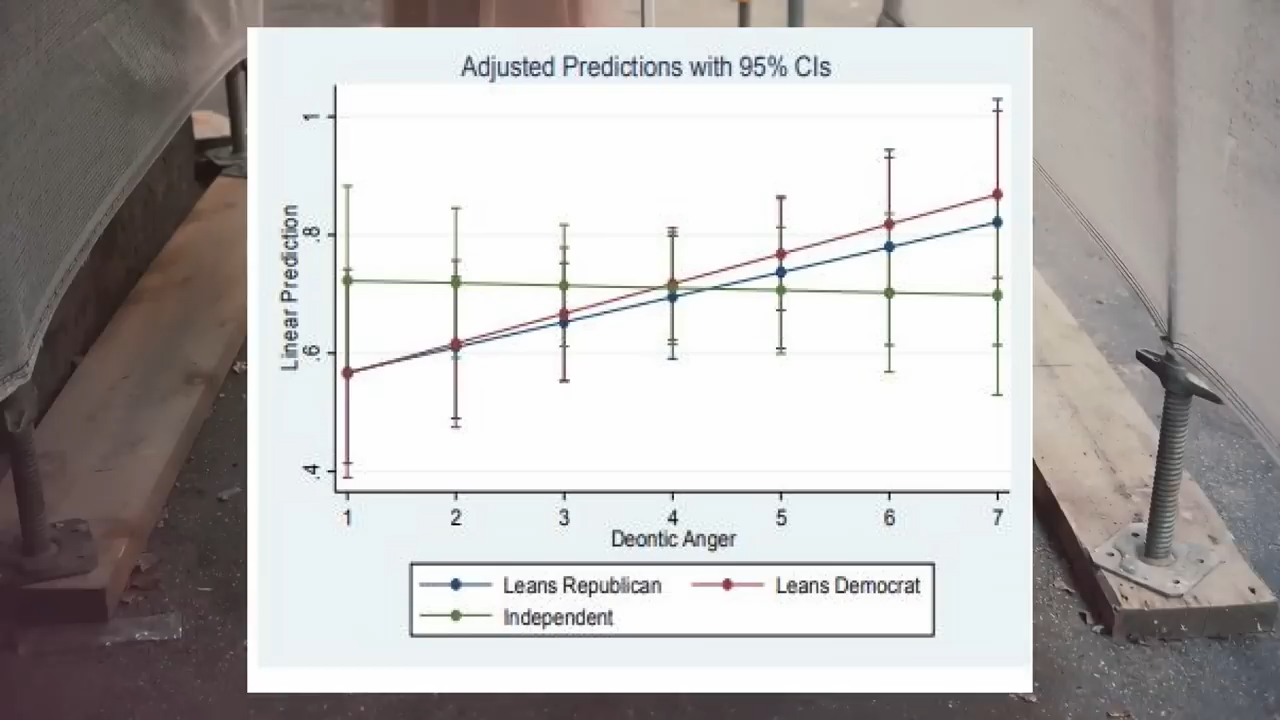 Adjusted Predictions with 95% CIs
Linear Prediction
1
.8
.6
.4
1 2 3 4 5 6 7
Deontic Anger
Leans Republican Leans Democrat
Independent